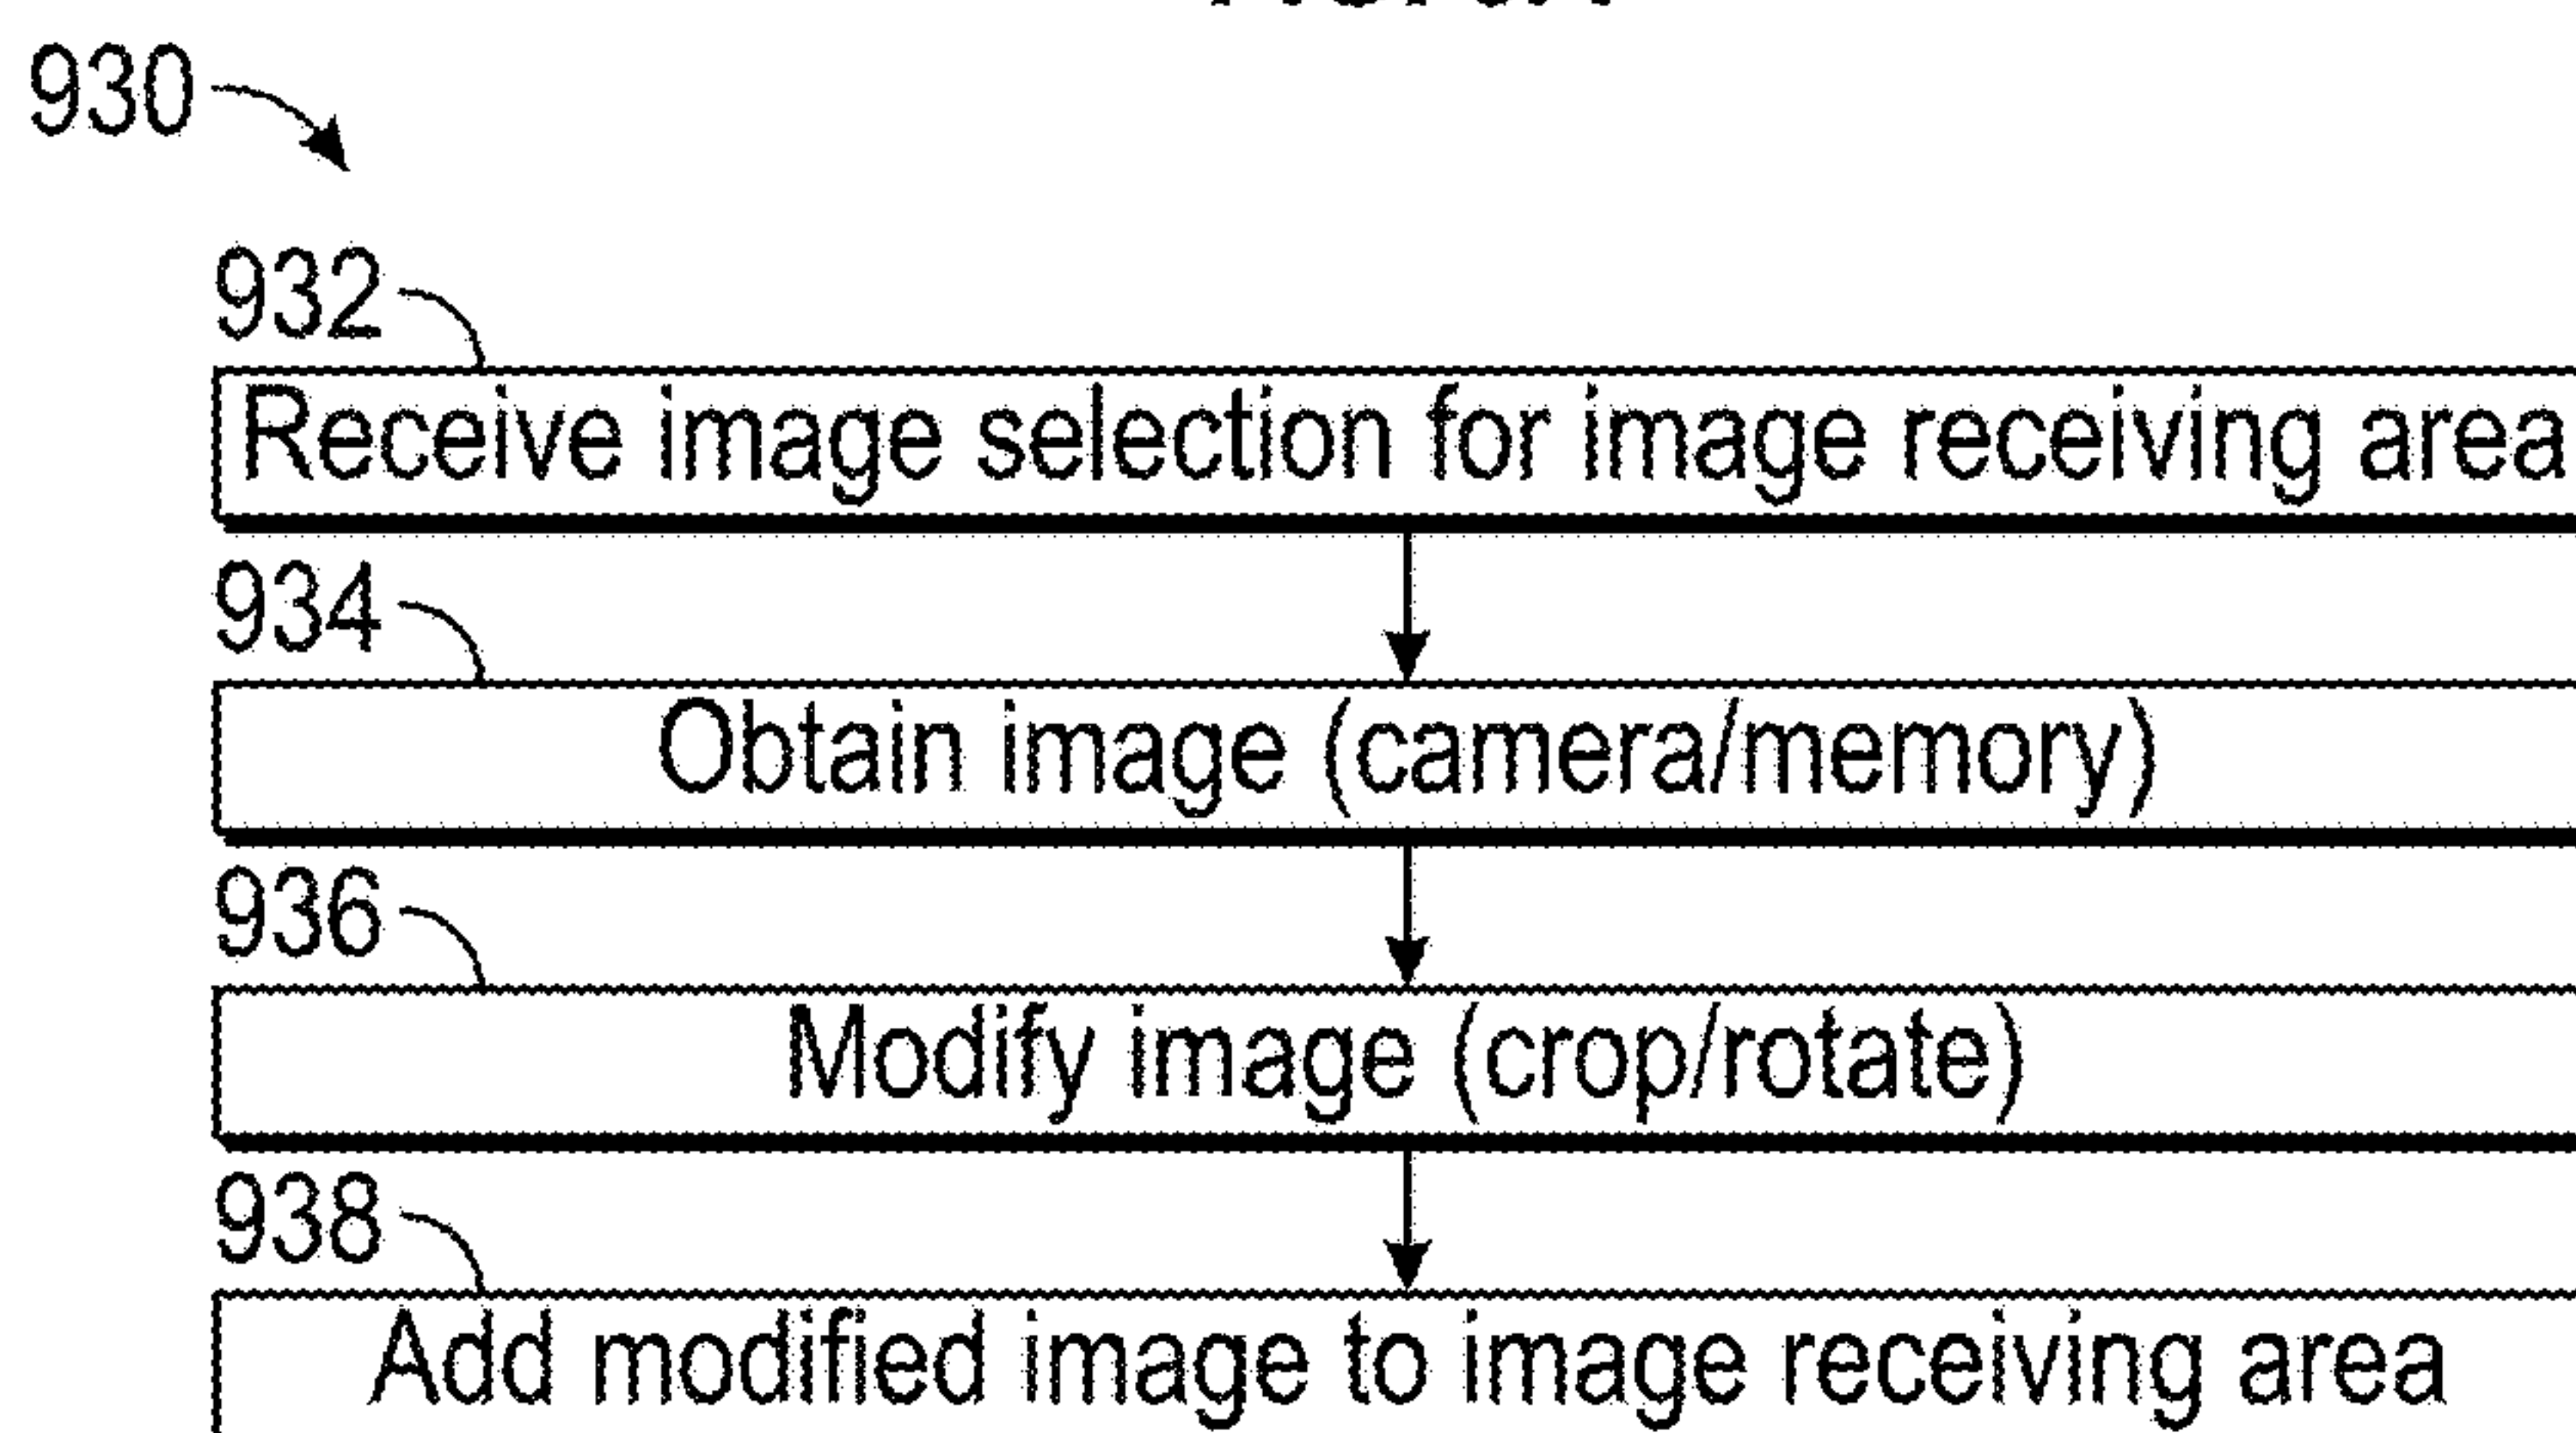 930
932
Receive image selection for image receiving area
934
Obtain image (camera/memory)
936
Modify image (crop/rotate)
938
Add modified image to image receiving area